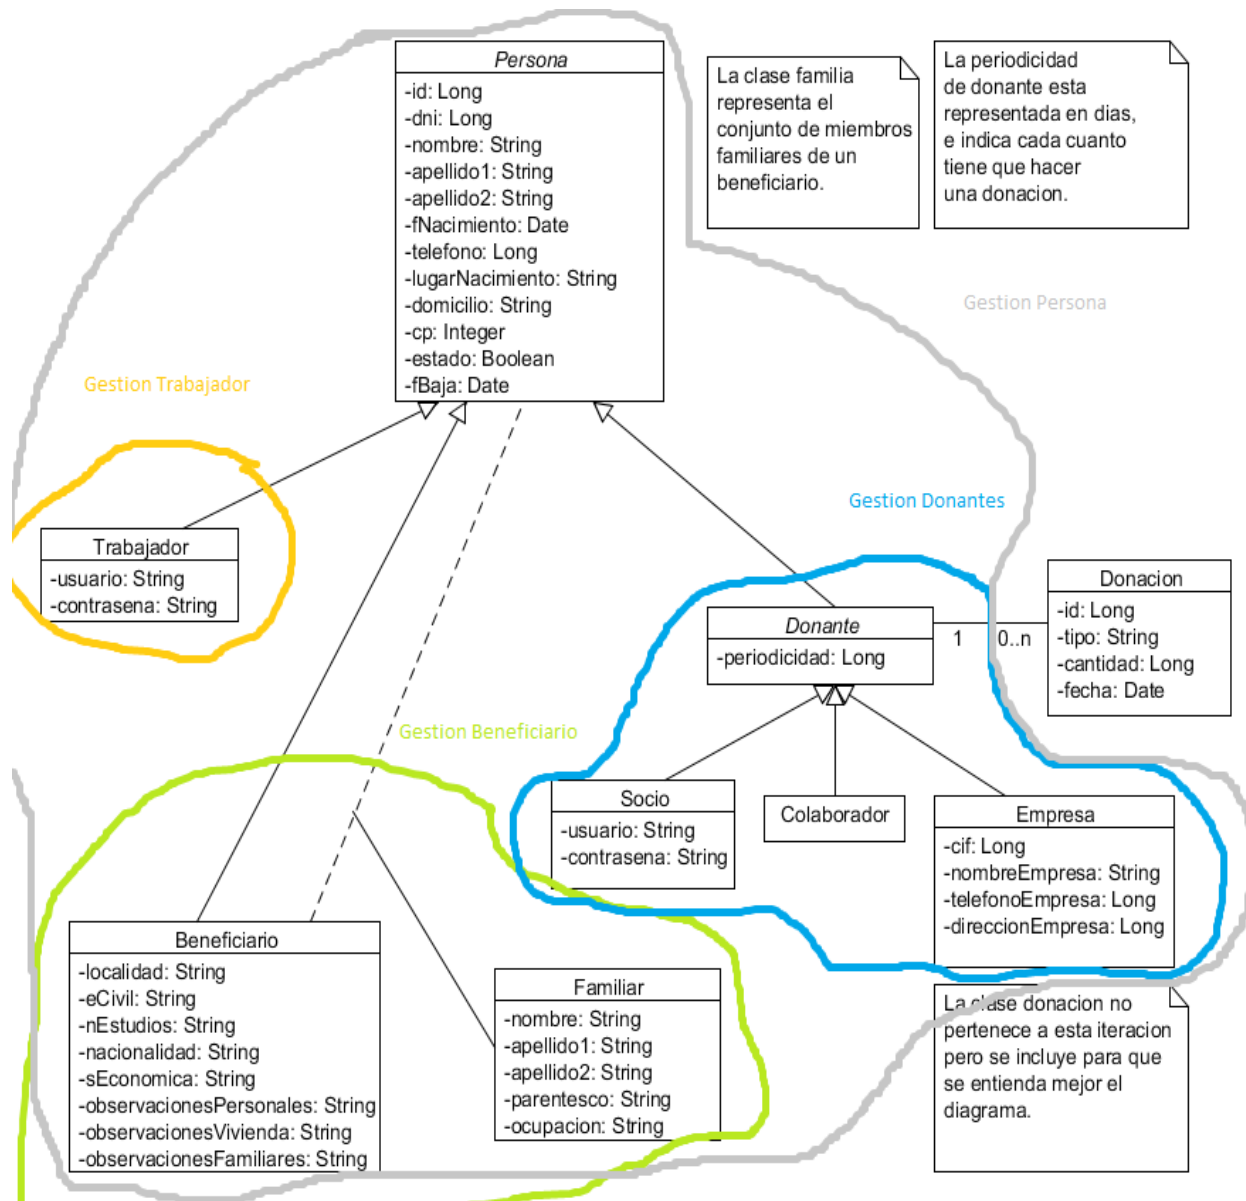 Persona
-id: Long
-dni: Long
-nombre: String
-apellido1: String
-apellido2: String
-fNacimiento: Date
-telefono: Long
-lugarNacimiento: String
-domicilio: String
-cp: Integer
-estado: Boolean
-fBaja: Date
La clase familia
representa el
conjunto de miembros
familiares de un
beneficiario.
La periodicidad
de donante esta
representada en dias,
e indica cada cuanto
tiene que hacer
una donacion.
Gestion Persona
Gestion Trabajador
Gestion Donantes
Trabajador
-usuario: String
-contrasena: String
Donante
-periodicidad: Long
1
0..n
Donacion
-id: Long
-tipo: String
-cantidad: Long
-fecha: Date
Gestion Beneficiario
Socio
-usuario: String
-contrasena: String
Colaborador
Empresa
-cif: Long
-nombreEmpresa: String
-telefonoEmpresa: Long
-direccionEmpresa: Long
Beneficiario
-localidad: String
-eCivil: String
-nEstudios: String
-nacionalidad: String
-sEconomica: String
-observacionesPersonales: String
-observacionesVivienda: String
-observacionesFamiliares: String
Familiar
-nombre: String
-apellido1: String
-apellido2: String
-parentesco: String
-ocupacion: String
La clase donacion no
pertenece a esta iteracion
pero se incluye para que
se entienda mejor el
diagrama.